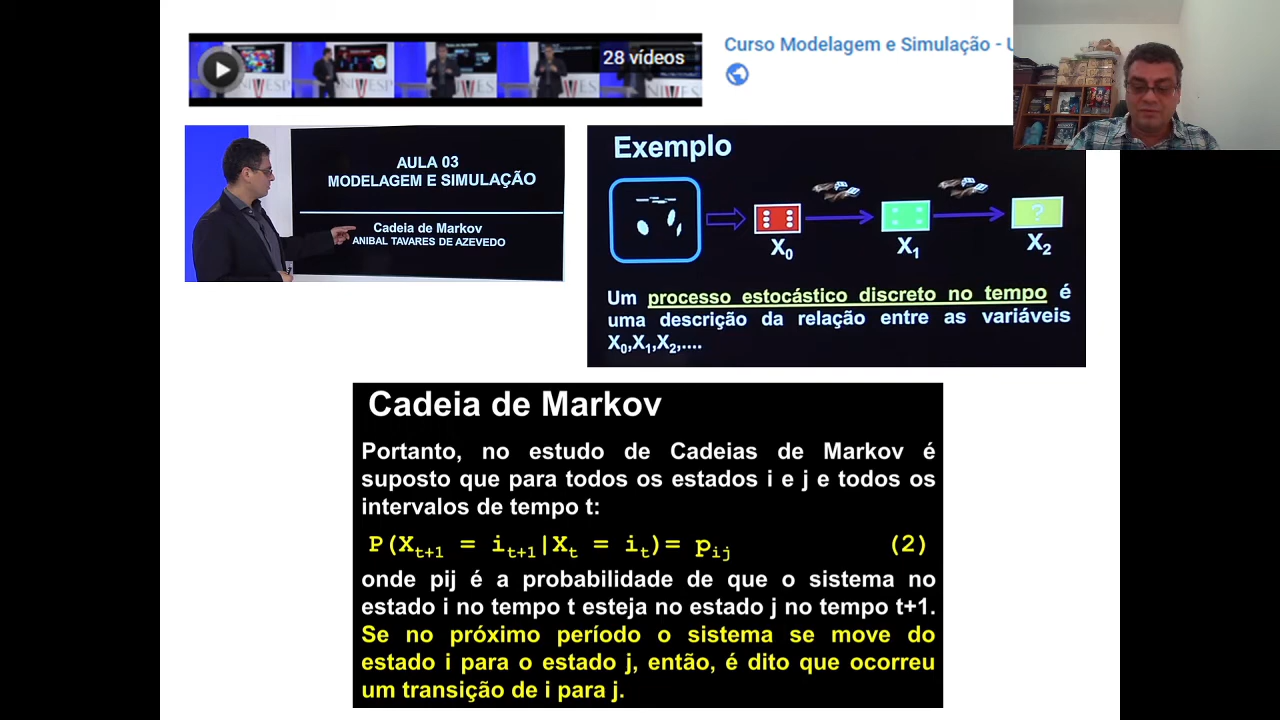 28 vídeos
Curso Modelagem e Simulação -
AULA 03
MODELAGEM E SIMULAÇÃO
Cadeia de Markov
ANIBAL TAVARES DE AZEVEDO
Exemplo
?
X0 X1 X2
Um processo estocástico discreto no tempo é
uma descrição da relação entre as variáveis
X0,X1,X2,....
Cadeia de Markov
Portanto, no estudo de Cadeias de Markov é
suposto que para todos os estados i e j e todos os
intervalos de tempo t:
P(Xt+1 = it+1|Xt = it)= pij (2)
onde pij é a probabilidade de que o sistema no
estado i no tempo t esteja no estado j no tempo t+1.
Se no próximo período o sistema se move do
estado i para o estado j, então, é dito que ocorreu
um transição de i para j.